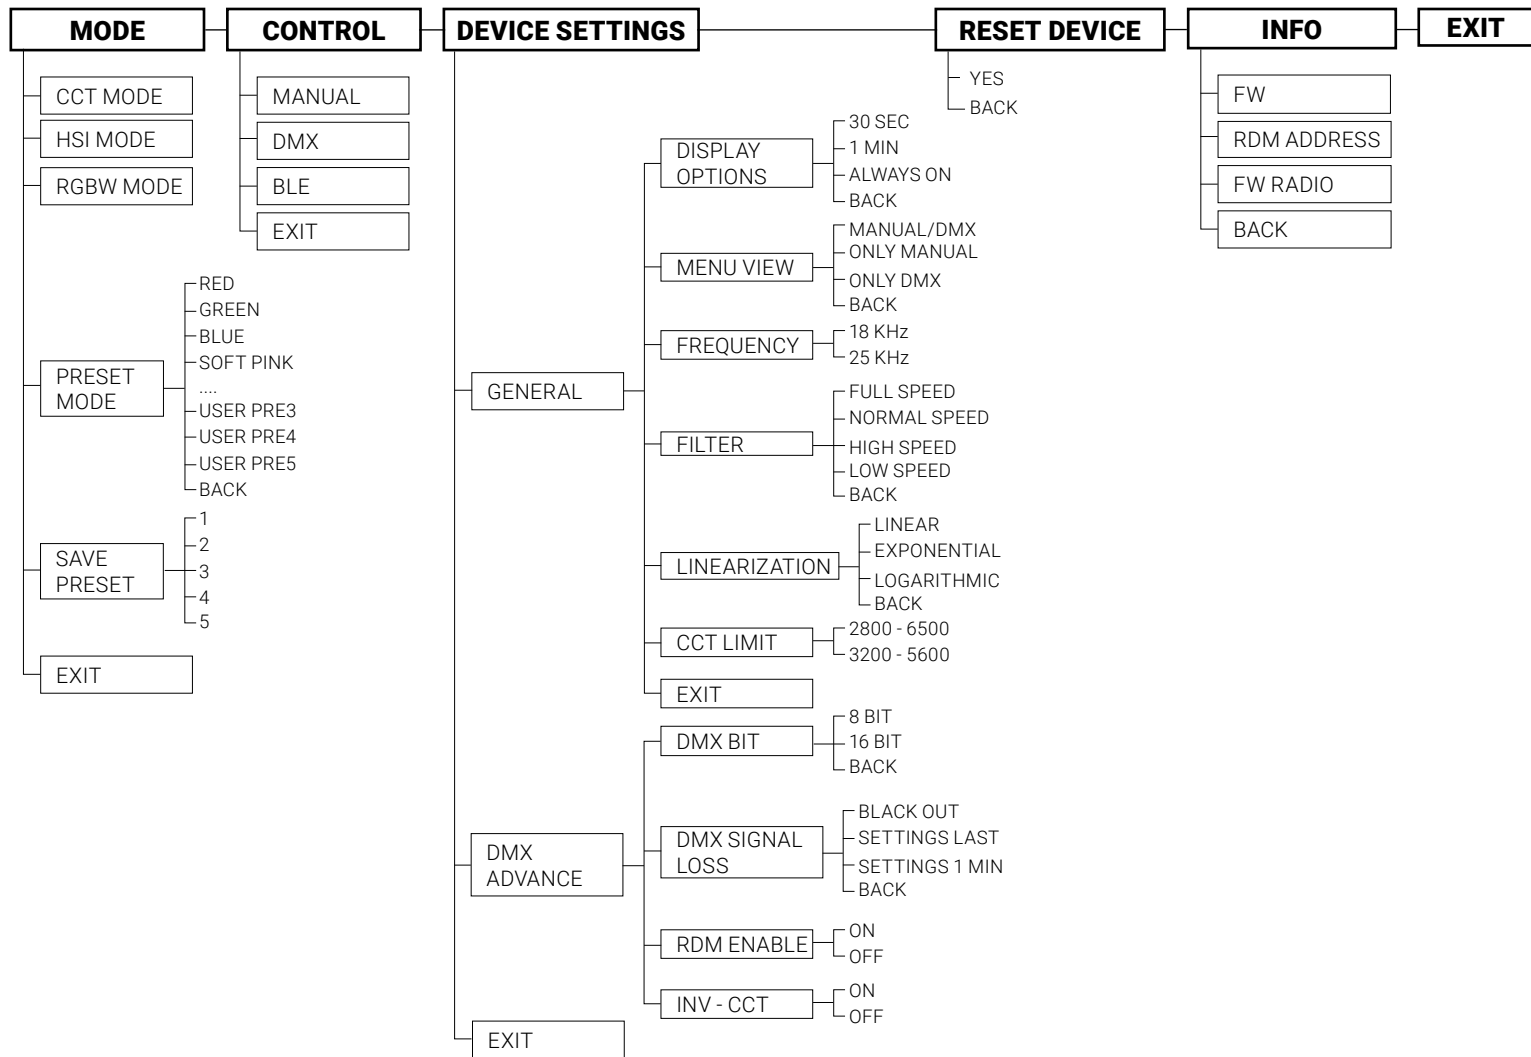 MODE
CONTROL
DEVICE SETTINGS
RESET DEVICE
INFO
EXIT
CCT MODE
HSI MODE
RGBW MODE
PRESET
MODE
RED
GREEN
BLUE
SOFT PINK
....
USER PRE3
USER PRE4
USER PRE5
BACK
SAVE
PRESET
1
2
3
4
5
EXIT
MANUAL
DMX
BLE
EXIT
GENERAL
DISPLAY
OPTIONS
30 SEC
1 MIN
ALWAYS ON
BACK
MENU VIEW
MANUAL/DMX
ONLY MANUAL
ONLY DMX
BACK
FREQUENCY
18 KHz
25 KHz
FILTER
FULL SPEED
NORMAL SPEED
HIGH SPEED
LOW SPEED
BACK
LINEARIZATION
LINEAR
EXPONENTIAL
LOGARITHMIC
BACK
CCT LIMIT
2800 - 6500
3200 - 5600
EXIT
DMX
ADVANCE
DMX BIT
8 BIT
16 BIT
BACK
DMX SIGNAL
LOSS
BLACK OUT
SETTINGS LAST
SETTINGS 1 MIN
BACK
RDM ENABLE
ON
OFF
INV - CCT
ON
OFF
EXIT
YES
BACK
FW
RDM ADDRESS
FW RADIO
BACK